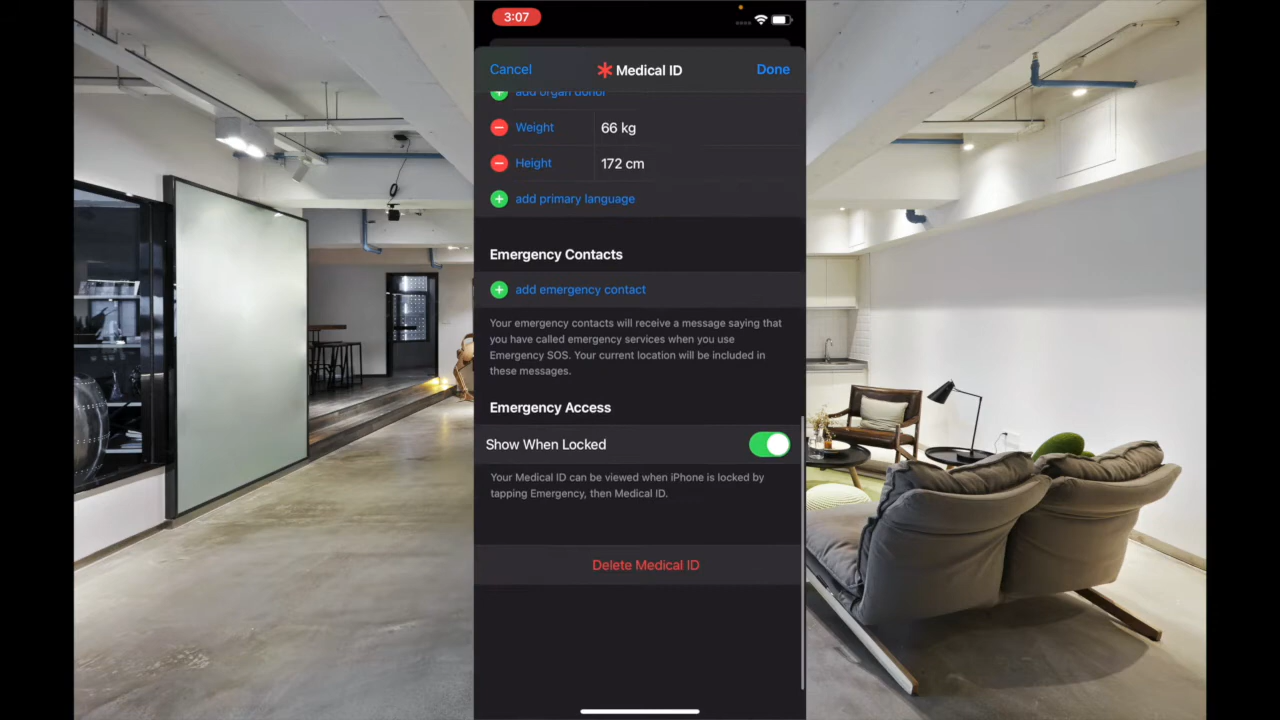 3:07
Cancel
Medical ID
Done
add organ donor
Weight 66 kg
Height 172 cm
add primary language
Emergency Contacts
add emergency contact
Your emergency contacts will receive a message saying that
you have called emergency services when you use
Emergency SOS. Your current location will be included in
these messages.
Emergency Access
Show When Locked
Your Medical ID can be viewed when iPhone is locked by
tapping Emergency, then Medical ID.
Delete Medical ID